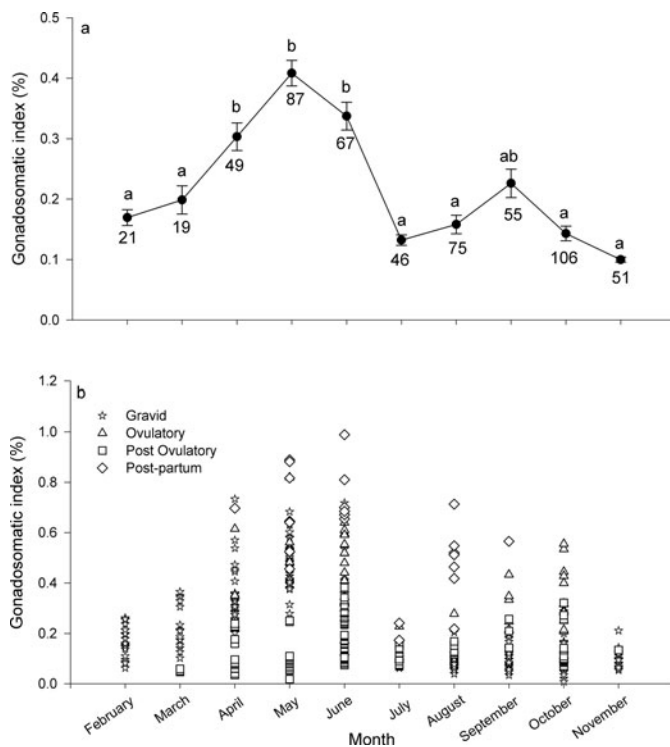 a
Gonadosomatic index (%)
0.5
0.4
0.3
0.2
0.1
0.0
a
a
b
b
b
a
a
ab
a
a
21
19
49
87
67
46
75
55
106
51
b
Gravid
Ovulatory
Post Ovulatory
Post-partum
Gonadosomatic index (%)
1.2
1.0
0.8
0.6
0.4
0.2
0.0
February
March
April
May
June
July
August
September
October
November
Month